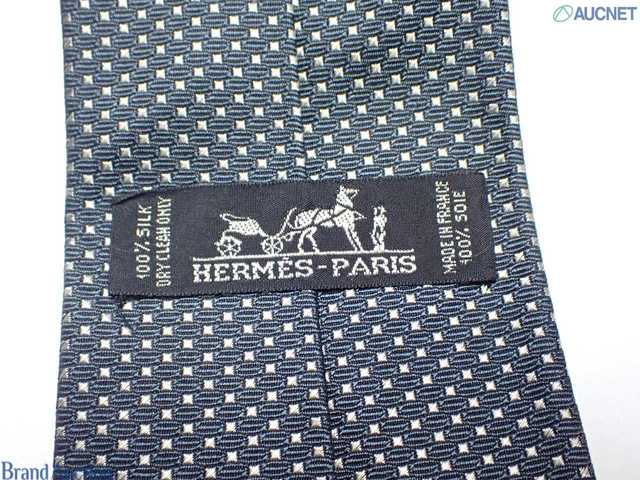 AUCNET
100% SILK
DRY CLEAN ONLY
HERMÈS-PARIS
MADE IN FRANCE
100% SOIE
Brand